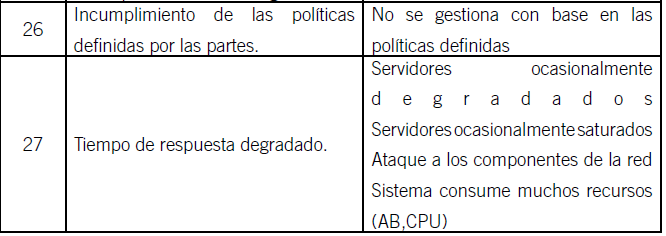 26
Incumplimiento de las políticas
definidas por las partes.
No se gestiona con base en las
políticas definidas
27
Tiempo de respuesta degradado.
Servidores ocasionalmente
d e g r a d a d o s
Servidores ocasionalmente saturados
Ataque a los componentes de la red
Sistema consume muchos recursos
(AB,CPU)